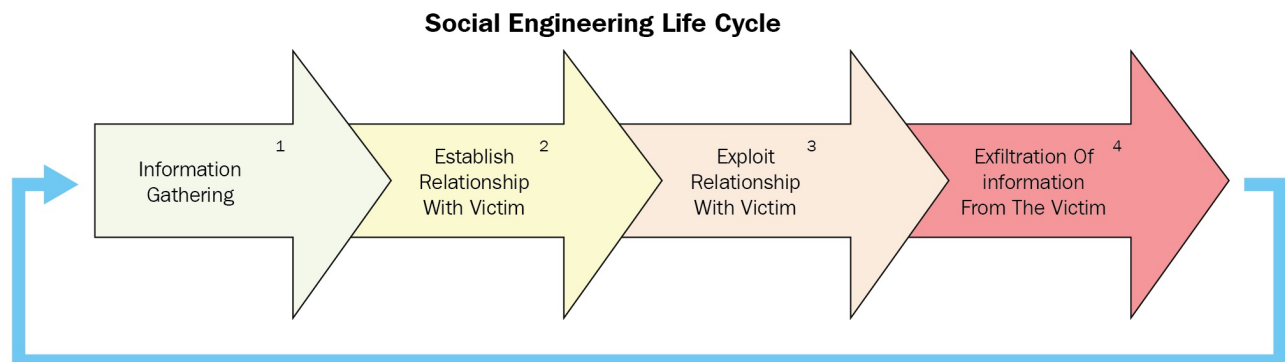 Social Engineering Life Cycle
1
Information
Gathering
2
Establish
Relationship
With Victim
3
Exploit
Relationship
With Victim
4
Exfiltration Of
information
From The Victim